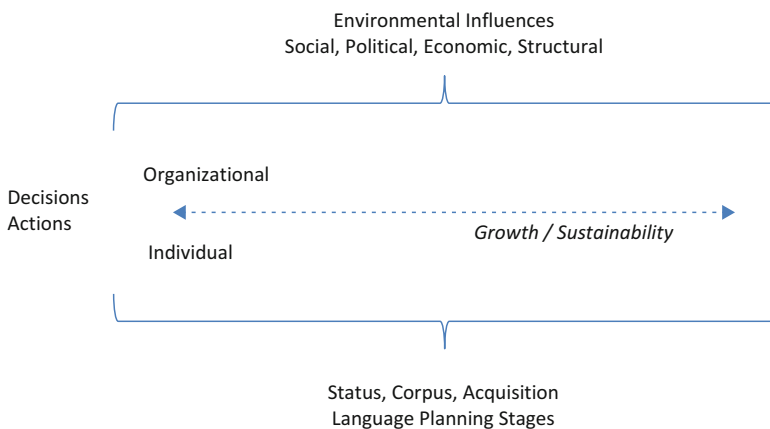 Environmental Influences
Social, Political, Economic, Structural
Organizational
Decisions
Actions
Growth / Sustainability
Individual
Status, Corpus, Acquisition
Language Planning Stages